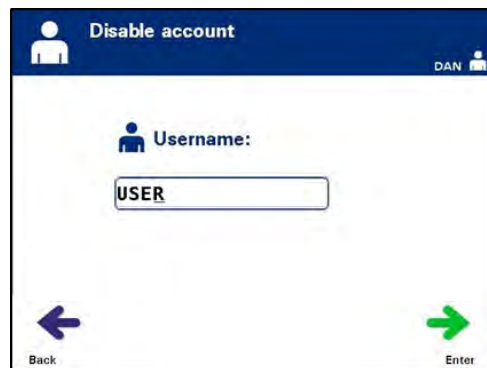 Disable account
DAN
Username:
USER
Back
Enter